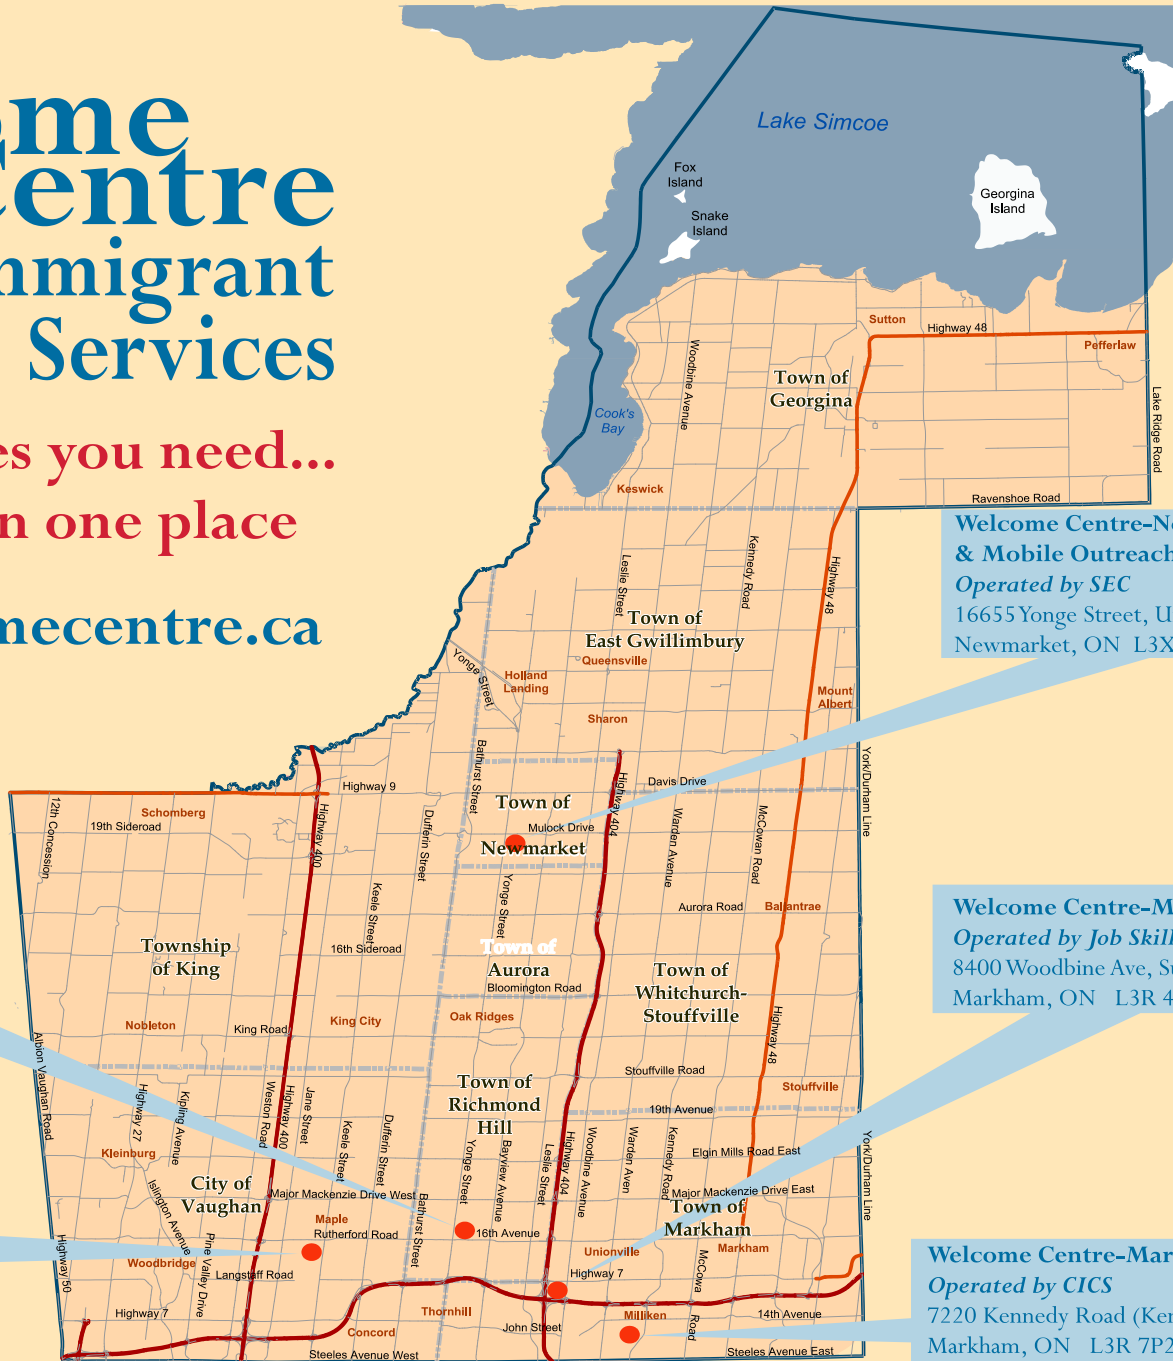 ome
Centre
mmigrant
Services
es you need...
n one place
mecentre.ca
Lake Simcoe
Fox
Island
Snake
Island
Georgina
Island
Sutton
Highway 48
Pefferlaw
Woodbine Avenue
Town of
Georgina
Lake Ridge Road
Cook's
Bay
Keswick
Ravenshoe Road
Welcome Centre-Ne
& Mobile Outreach
Operated by SEC
16655 Yonge Street, U
Newmarket, ON L3X
Leslie Street
Kennedy Road
Highway 48
Town of
East Gwillimbury
Queensville
Yonge Street
Holland
Landing
Mount
Albert
Sharon
Bathurst Street
York/Durham Line
Highway 9
Davis Drive
Highway 404
Town of
Newmarket
Mulock Drive
12th Concession
Schomberg
19th Sideroad
Highway 400
Dufferin Street
Warden Avenue
McCowan Road
Keele Street
Yonge Street
Aurora Road
Ballantrae
Welcome Centre-M
Operated by Job Skill
8400 Woodbine Ave, Su
Markham, ON L3R 4
Township
of King
16th Sideroad
Town of
Aurora
Bloomington Road
Town of
Whitchurch-
Stouffville
Nobleton
King Road
King City
Oak Ridges
Highway 48
Albion Vaughan Road
Stouffville Road
Town of
Richmond
Hill
Stouffville
19th Avenue
Highway 27
Kipling Avenue
Weston Road
Highway 400
Jane Street
Keele Street
Dufferin Street
Yonge Street
Bayview Avenue
Leslie Street
Highway 404
Woodbine Avenue
Warden Aven
Kennedy Road
Elgin Mills Road East
York/Durham Line
Kleinburg
City of
Vaughan
Islington Avenue
Major Mackenzie Drive West
Bathurst Street
Major Mackenzie Drive East
Town of
Markham
Maple
Rutherford Road
16th Avenue
Highway 50
Pine Valley Drive
Woodbridge
Langstaff Road
Unionville
Markham
Highway 7
McCowa
Road
Welcome Centre-Mar
Operated by CICS
7220 Kennedy Road (Ken
Markham, ON L3R 7P2
Highway 7
Thornhill
Milliken
14th Avenue
Concord
John Street
Steeles Avenue West
Steeles Avenue East